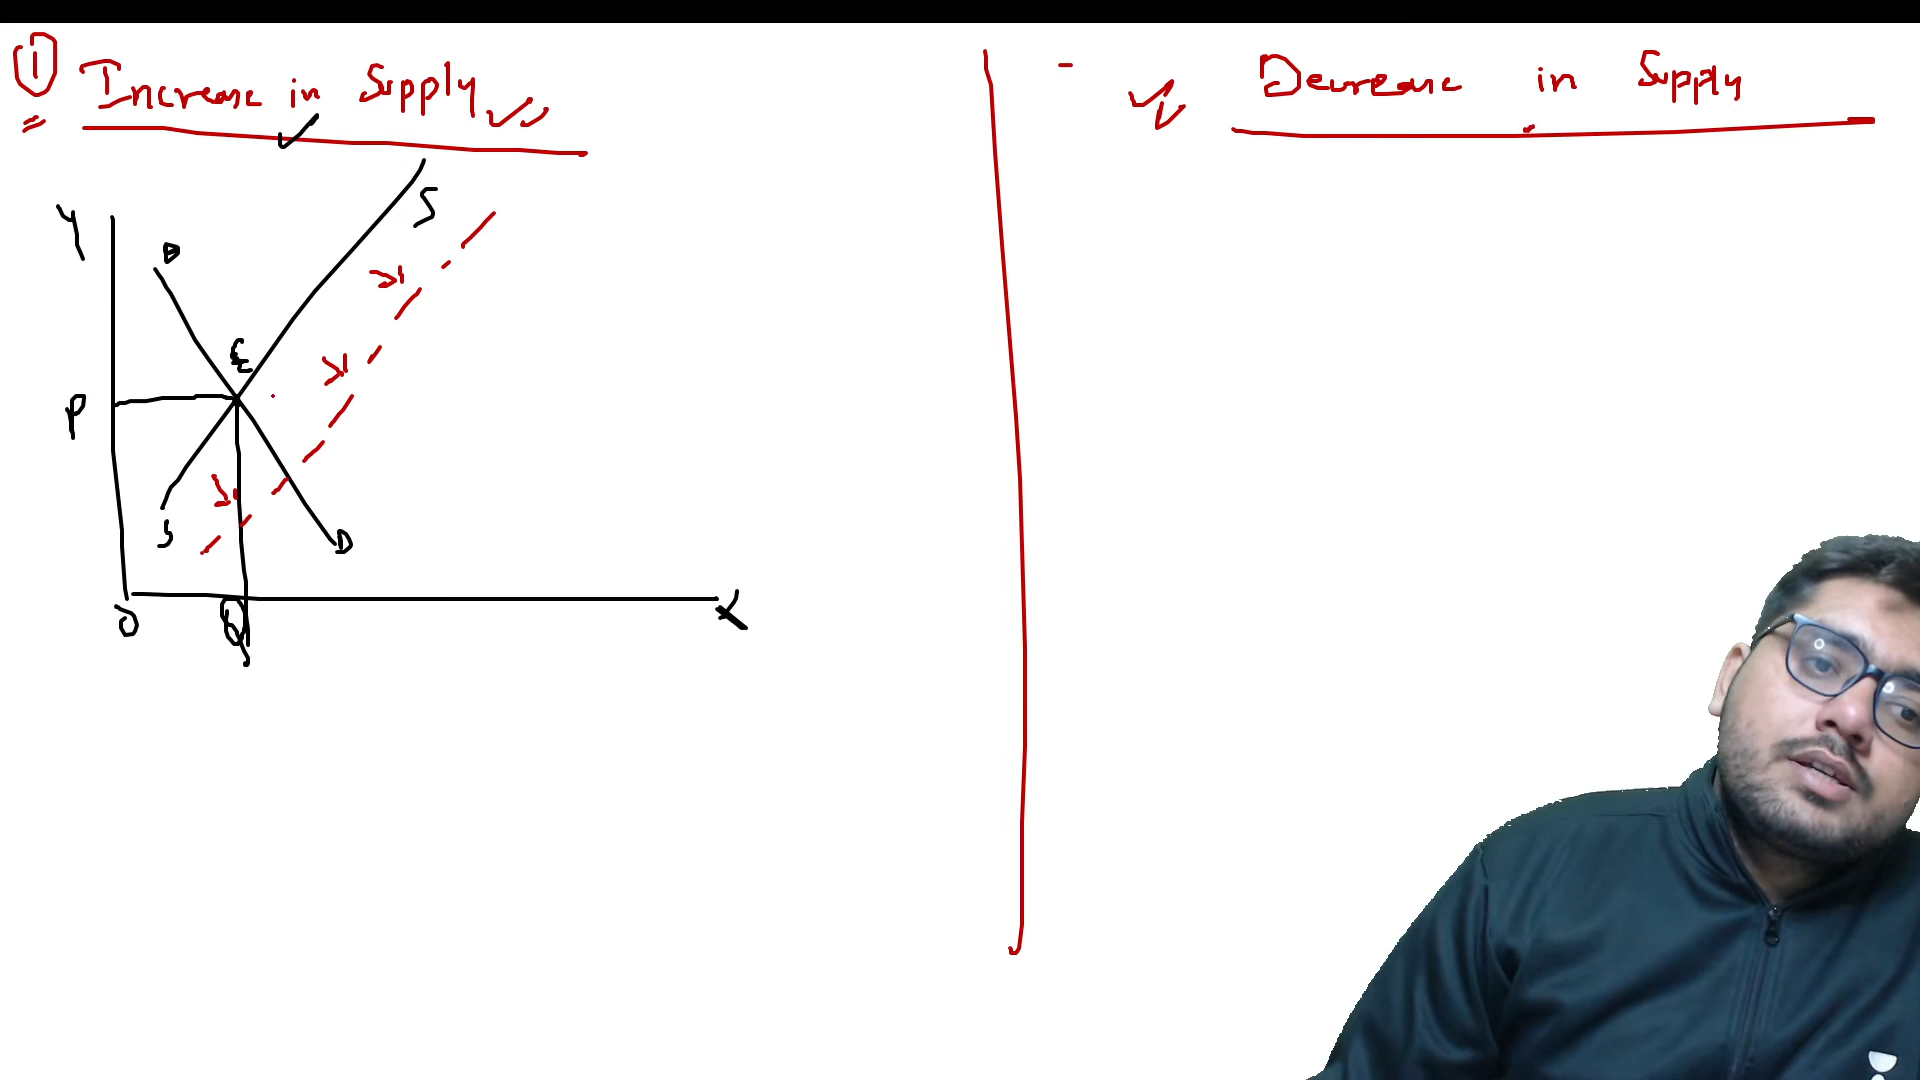 1 Increase in Supply
Decrease in Supply
Y
S
D
E
P
S
D
O
Q
X